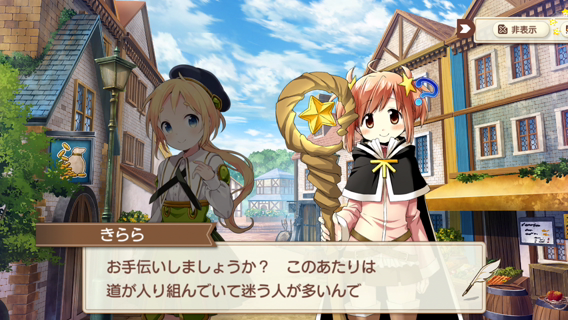 非表示
きらら
お手伝いしましょうか？　このあたりは
道が入り組んでいて迷う人が多いんで